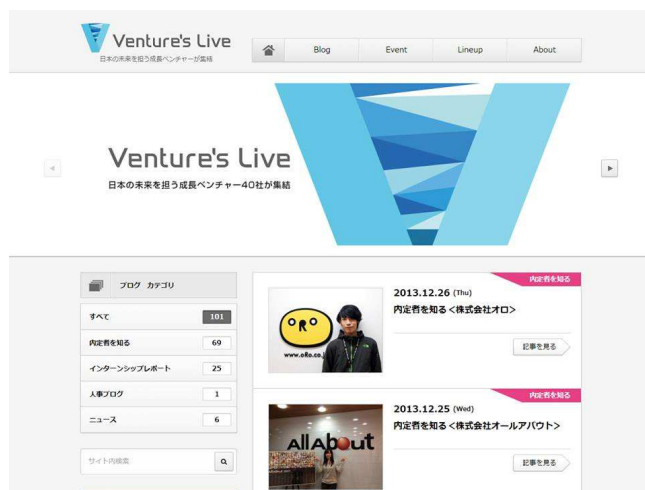 Venture's Live
日本の未来を担う成長ベンチャーが集結
Blog
Event
Lineup
About
Venture's Live
日本の未来を担う成長ベンチャー40社が集結
ブログ カテゴリ
すべて 101
内定者を知る 69
インターンシップレポート 25
人事ブログ 1
ニュース 6
サイト内検索
内定者を知る
2013.12.26 (Thu)
内定者を知る<株式会社オロ>
oRo
www.oRo.co.j
記事を見る
内定者を知る
2013.12.25 (Wed)
内定者を知る<株式会社オールアバウト>
AllAbout
記事を見る